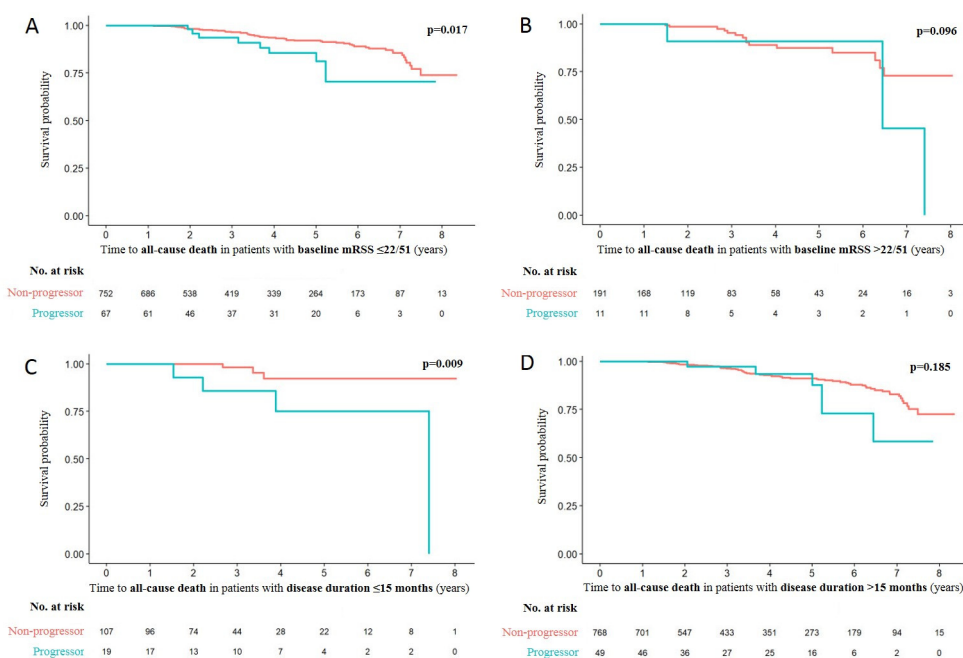 A
p=0.017
Survival probability
1.00
0.75
0.50
0.25
0.00
0 1 2 3 4 5 6 7 8
Time to all-cause death in patients with baseline mRSS ≤22/51 (years)
No. at risk
Non-progressor 752 686 538 419 339 264 173 87 13
Progressor 67 61 46 37 31 20 6 3 0
B
p=0.096
Survival probability
1.00
0.75
0.50
0.25
0.00
0 1 2 3 4 5 6 7 8
Time to all-cause death in patients with baseline mRSS >22/51 (years)
No. at risk
Non-progressor 191 168 119 83 58 43 24 16 3
Progressor 11 11 8 5 4 3 2 1 0
C
p=0.009
Survival probability
1.00
0.75
0.50
0.25
0.00
0 1 2 3 4 5 6 7 8
Time to all-cause death in patients with disease duration ≤15 months (years)
No. at risk
Non-progressor 107 96 74 44 28 22 12 8 1
Progressor 19 17 13 10 7 4 2 2 0
D
p=0.185
Survival probability
1.00
0.75
0.50
0.25
0.00
0 1 2 3 4 5 6 7 8
Time to all-cause death in patients with disease duration >15 months (years)
No. at risk
Non-progressor 768 701 547 433 351 273 179 94 15
Progressor 49 46 36 27 25 16 6 2 0